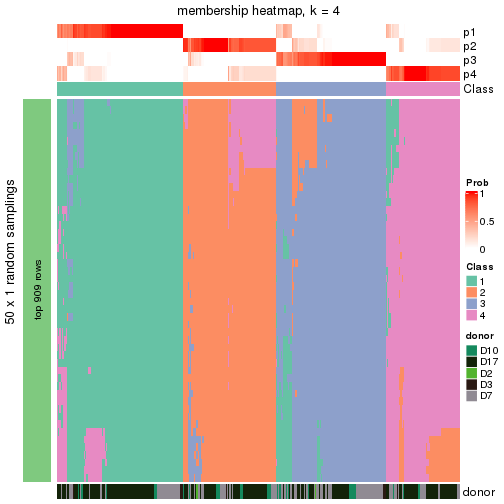 membership heatmap, k = 4
p1
p2
p3
p4
Class
50 x 1 random samplings
top 909 rows
Prob
1
0.5
0
Class
1
2
3
4
donor
D10
D17
D2
D3
D7
donor